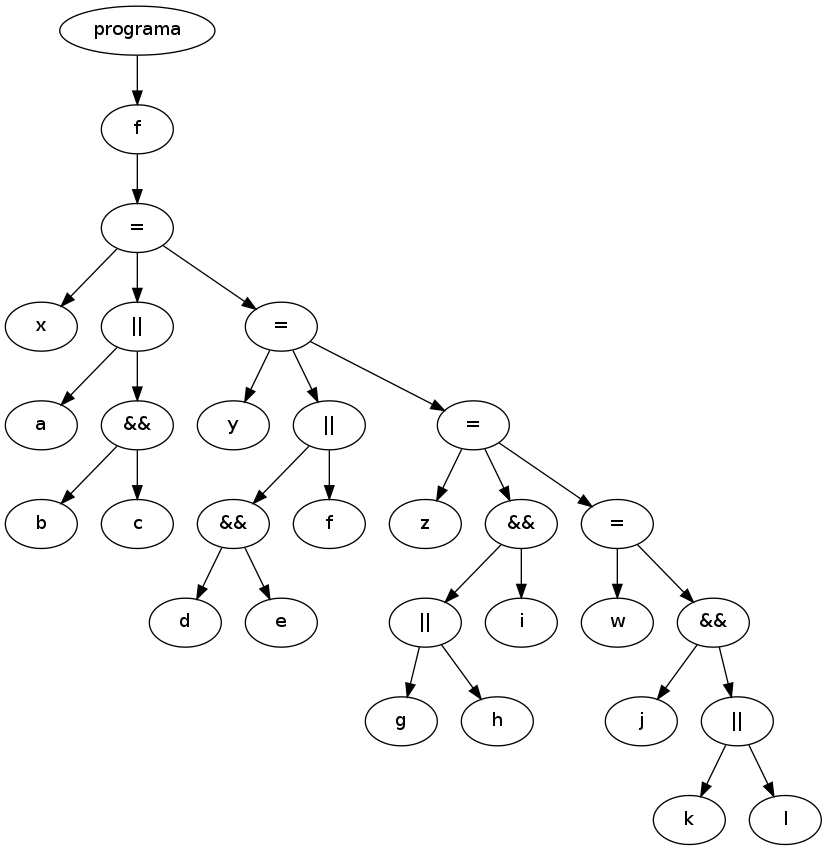 programa
f
=
x || =
a && y || =
b c && f z && =
d e || i w &&
g h j ||
k l